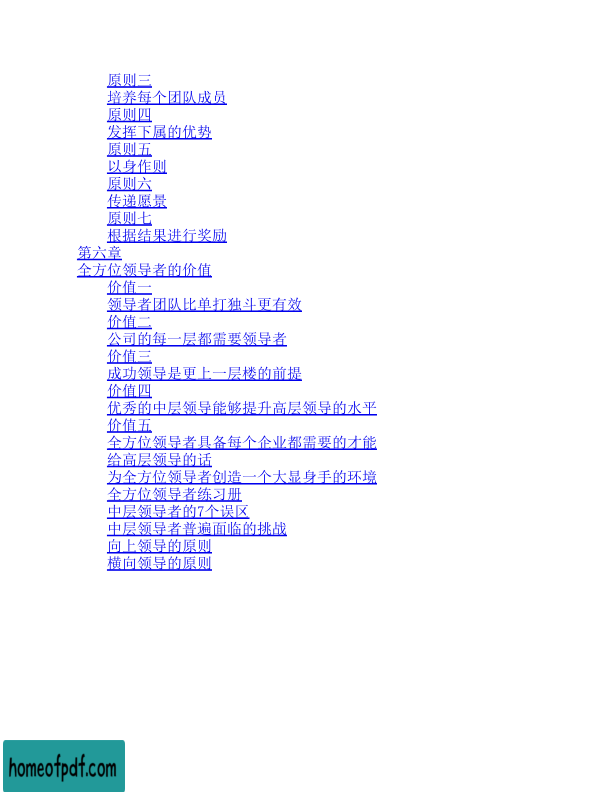 原则三
培养每个团队成员
原则四
发挥下属的优势
原则五
以身作则
原则六
传递愿景
原则七
根据结果进行奖励
第六章
全方位领导者的价值
价值一
领导者团队比单打独斗更有效
价值二
公司的每一层都需要领导者
价值三
成功领导是更上一层楼的前提
价值四
优秀的中层领导能够提升高层领导的水平
价值五
全方位领导者具备每个企业都需要的才能
给高层领导的话
为全方位领导者创造一个大显身手的环境
全方位领导者练习册
中层领导者的7个误区
中层领导者普遍面临的挑战
向上领导的原则
横向领导的原则
homeofpdf.com